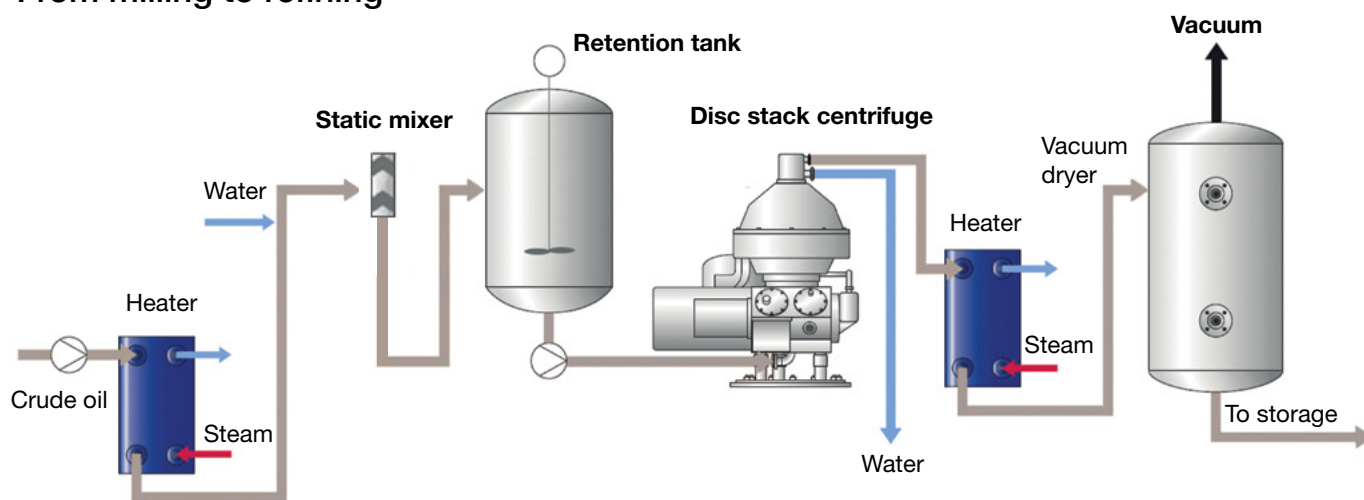 From milling to refining
Vacuum
Retention tank
Static mixer
Disc stack centrifuge
Vacuum
dryer
Water
Heater
Heater
Steam
Crude oil
Steam
To storage
Water